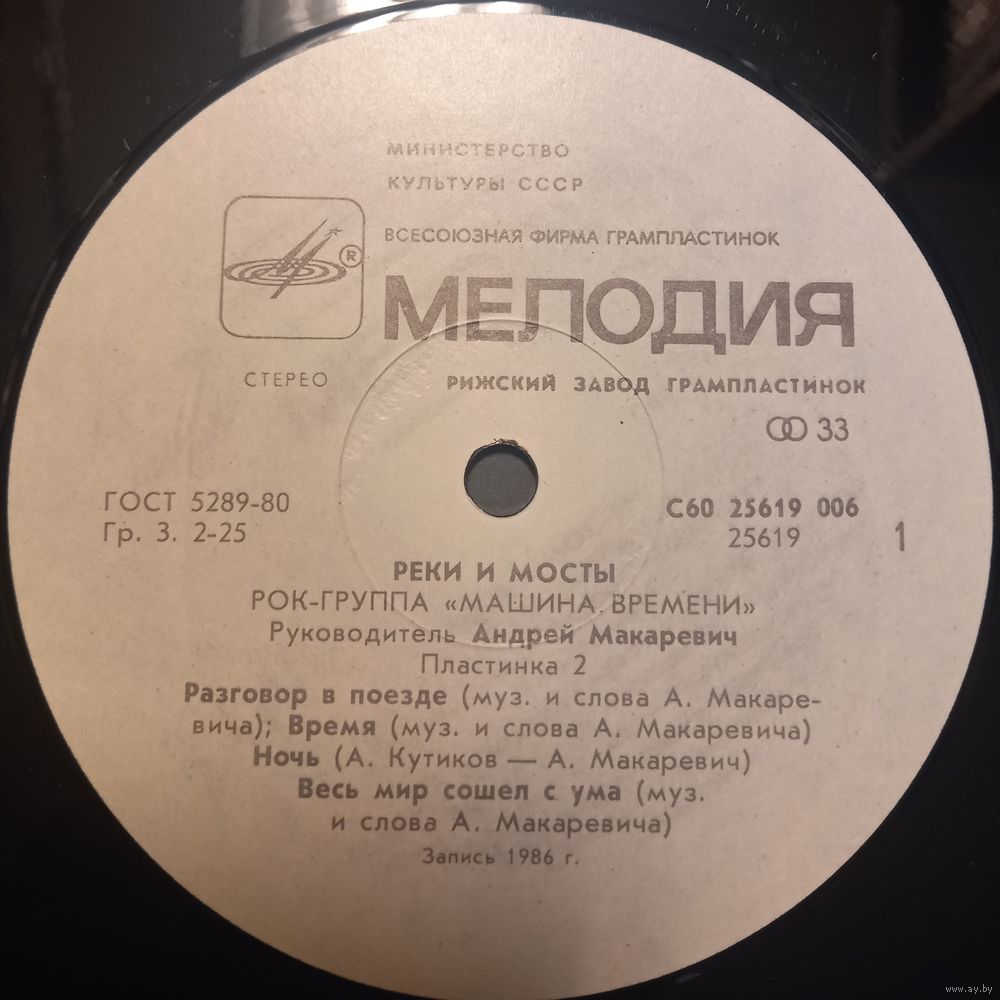 МИНИСТЕРСТВО
КУЛЬТУРЫ СССР
ВСЕСОЮЗНАЯ ФИРМА ГРАМПЛАСТИНОК
®
МЕЛОДИЯ
СТЕРЕО
РИЖСКИЙ ЗАВОД ГРАМПЛАСТИНОК
33
ГОСТ 5289-80
С60 25619 006
Гр. 3. 2-25
25619
1
РЕКИ И МОСТЫ
РОК-ГРУППА «МАШИНА ВРЕМЕНИ»
Руководитель Андрей Макаревич
Пластинка 2
Разговор в поезде (муз. и слова А. Макаре-
вича); Время (муз. и слова А. Макаревича)
Ночь (А. Кутиков — А. Макаревич)
Весь мир сошел с ума (муз.
и слова А. Макаревича)
Запись 1986 г.
www.ay.by